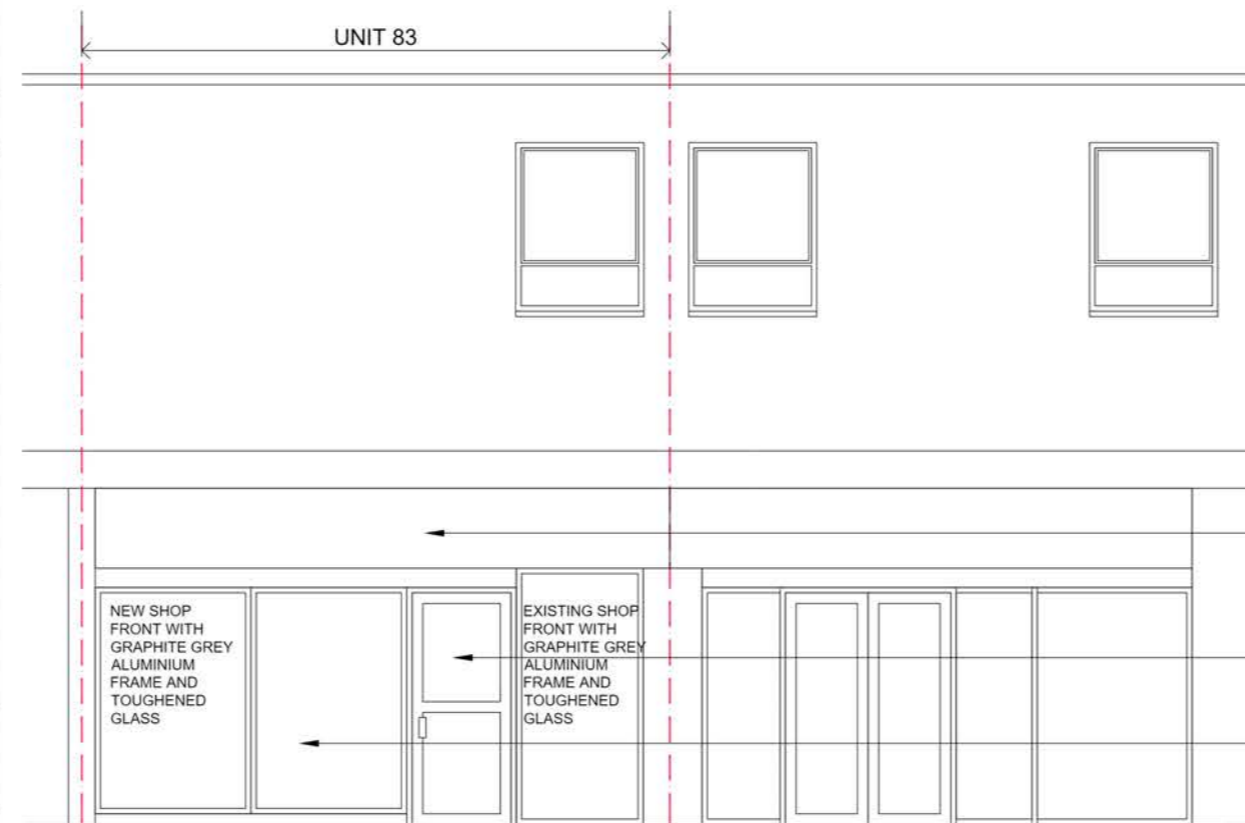 UNIT 83
NEW SHOP
FRONT WITH
GRAPHITE GREY
ALUMINIUM
FRAME AND
TOUGHENED
GLASS
EXISTING SHOP
FRONT WITH
GRAPHITE GREY
ALUMINIUM
FRAME AND
TOUGHENED
GLASS